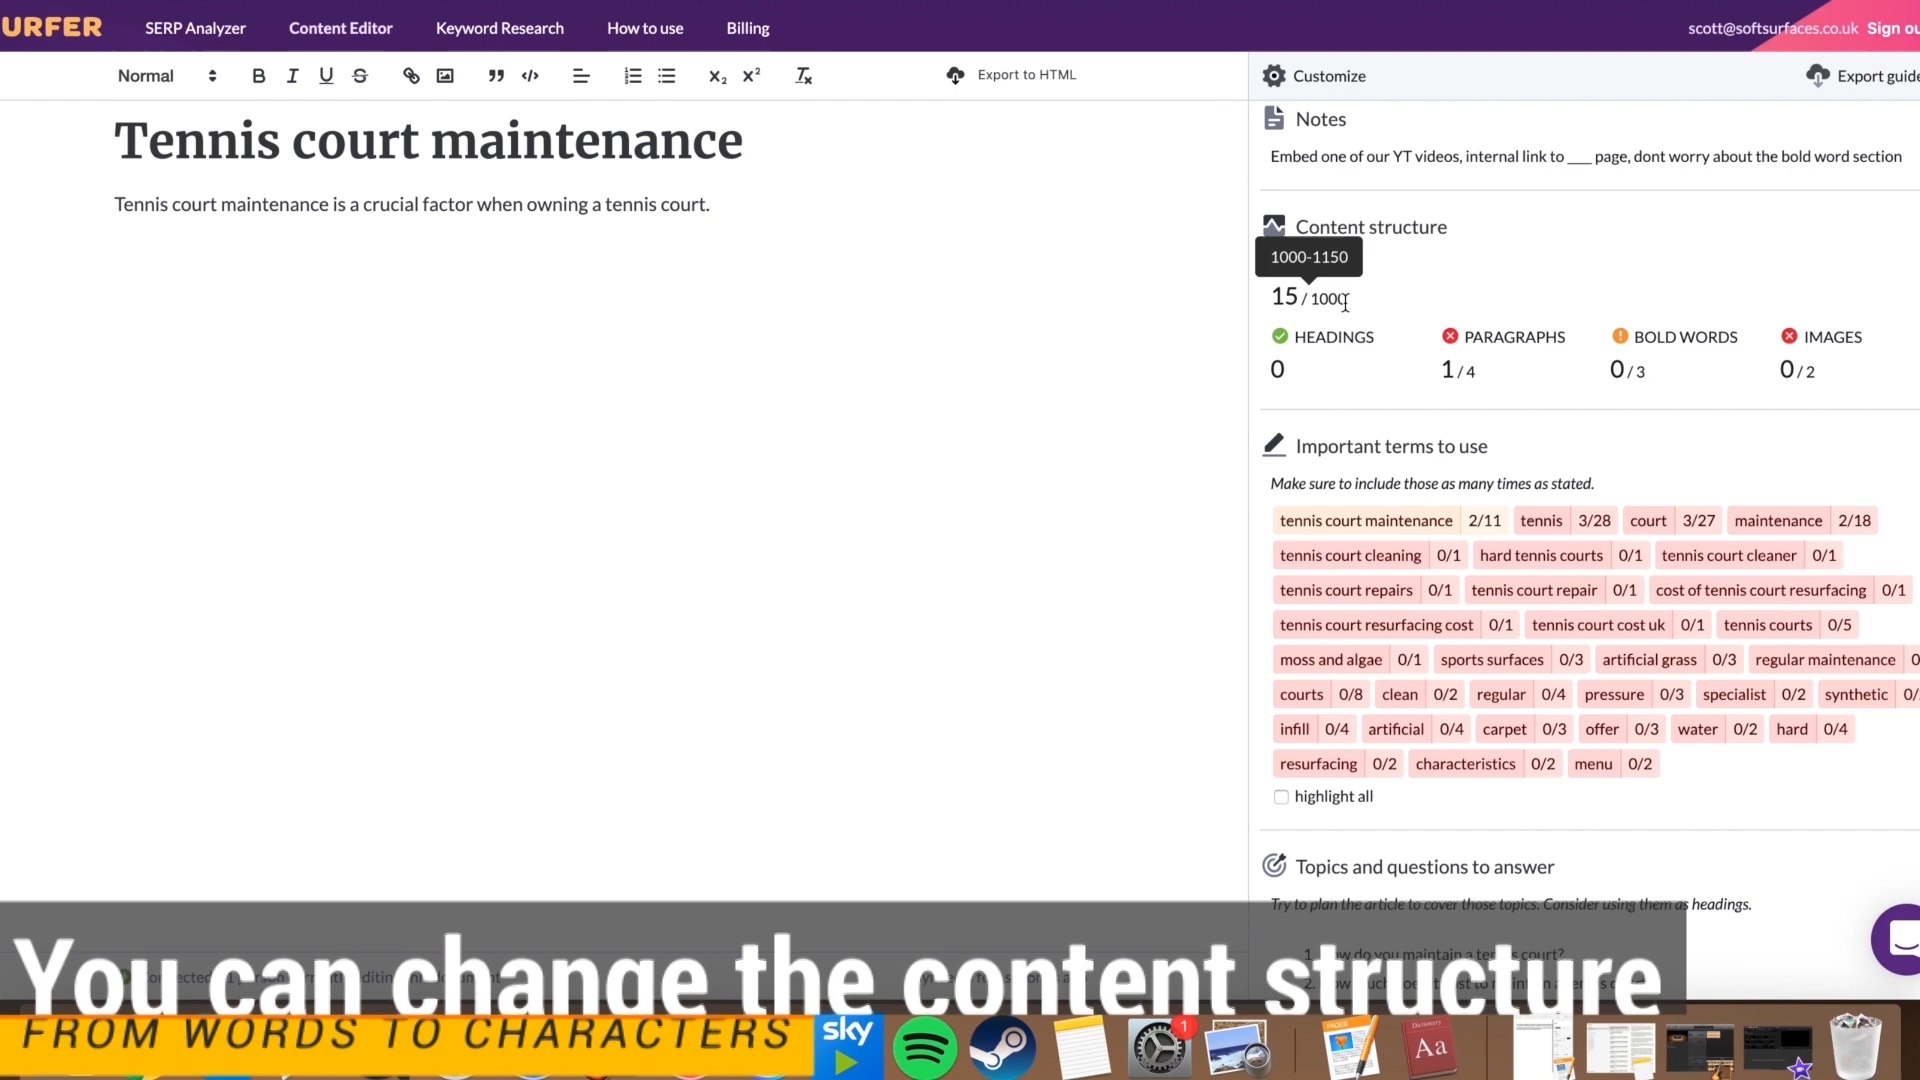 URFER SERP Analyzer Content Editor Keyword Research How to use Billing scott@softsurfaces.co.uk Sign ou
Normal B I U S Export to HTML Customize Export guide
Tennis court maintenance
Tennis court maintenance is a crucial factor when owning a tennis court.
Notes
Embed one of our YT videos, internal link to ___ page, dont worry about the bold word section
Content structure
1000-1150
15 / 1000
HEADINGS PARAGRAPHS BOLD WORDS IMAGES
0 1 / 4 0 / 3 0 / 2
Important terms to use
Make sure to include those as many times as stated.
tennis court maintenance 2/11 tennis 3/28 court 3/27 maintenance 2/18
tennis court cleaning 0/1 hard tennis courts 0/1 tennis court cleaner 0/1
tennis court repairs 0/1 tennis court repair 0/1 cost of tennis court resurfacing 0/1
tennis court resurfacing cost 0/1 tennis court cost uk 0/1 tennis courts 0/5
moss and algae 0/1 sports surfaces 0/3 artificial grass 0/3 regular maintenance 0
courts 0/8 clean 0/2 regular 0/4 pressure 0/3 specialist 0/2 synthetic 0/
infill 0/4 artificial 0/4 carpet 0/3 offer 0/3 water 0/2 hard 0/4
resurfacing 0/2 characteristics 0/2 menu 0/2
highlight all
Topics and questions to answer
Try to plan the article to cover those topics. Consider using them as headings.
You can change the content structure
FROM WORDS TO CHARACTERS
sky
1
PAGES
Dictionary
Aa